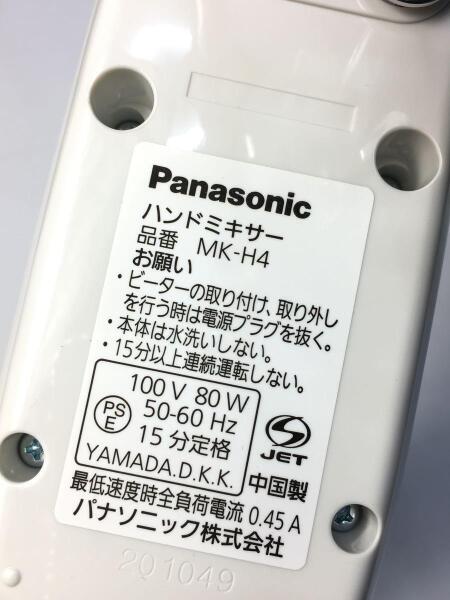 Panasonic
ハンドミキサー
品番 MK-H4
お願い
・ビーターの取り付け、取り外し
を行う時は電源プラグを抜く。
・本体は水洗いしない。
・15分以上連続運転しない。
100 V 80 W
PS
E
50-60 Hz
15 分定格
YAMADA.D.K.K.
JET
中国製
最低速度時全負荷電流 0.45 A
パナソニック株式会社
201049